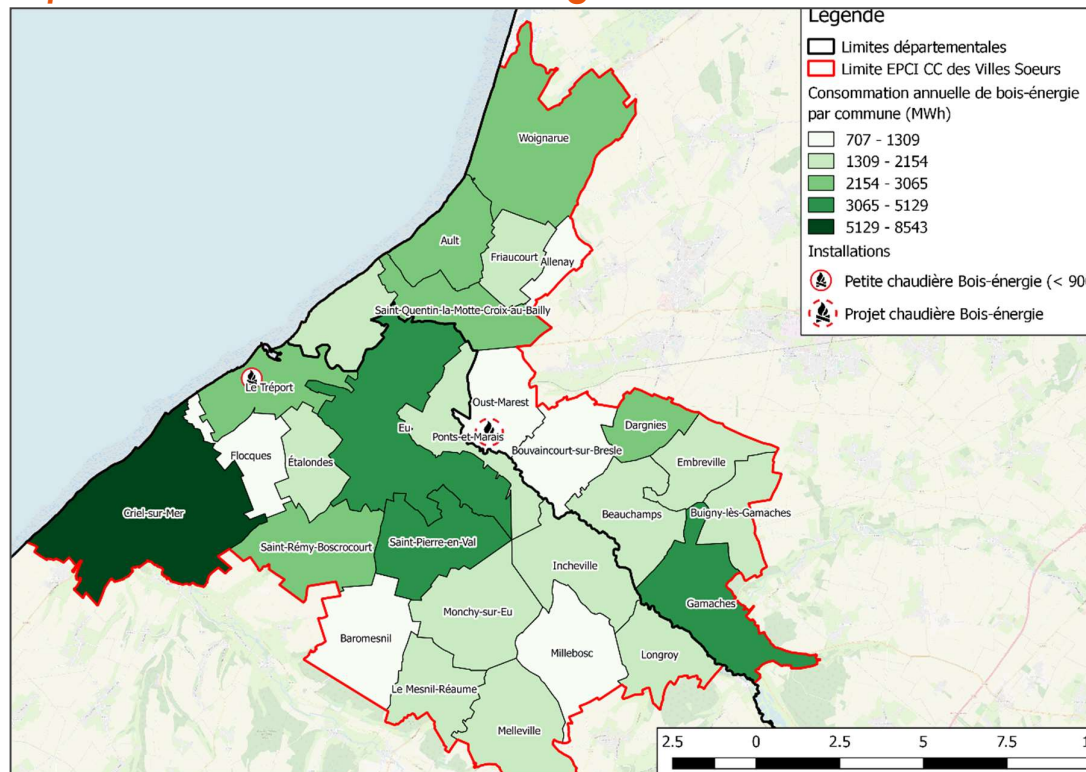 Légende
Limites départementales
Limite EPCI CC des Villes Soeurs
Consommation annuelle de bois-énergie
par commune (MWh)
707 - 1309
1309 - 2154
2154 - 3065
3065 - 5129
5129 - 8543
Installations
Petite chaudière Bois-énergie (< 90
Projet chaudière Bois-énergie
Woignarue
Ault
Friaucourt
Allenay
Saint-Quentin-la-Motte-Croix-au-Bailly
Le Tréport
Oust-Marest
Eu
Ponts-et-Marais
Bouvaincourt-sur-Bresle
Dargnies
Embreville
Flocques
Étalondes
Criel-sur-Mer
Beauchamps
Buigny-lès-Gamaches
Saint-Rémy-Boscrocourt
Saint-Pierre-en-Val
Incheville
Gamaches
Monchy-sur-Eu
Baromesnil
Millebosc
Longroy
Le Mesnil-Réaume
Melleville
2.5 0 2.5 5 7.5 1